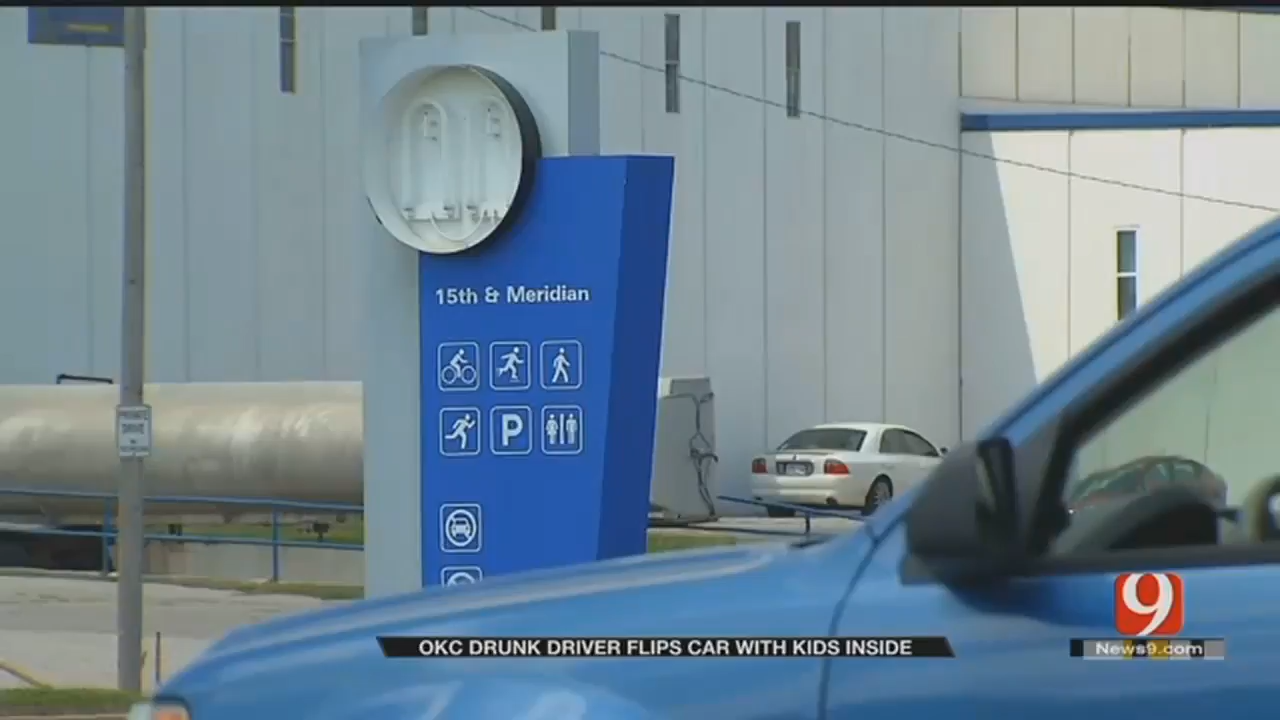 15th & Meridian
P
OKC DRUNK DRIVER FLIPS CAR WITH KIDS INSIDE
9
News9.com